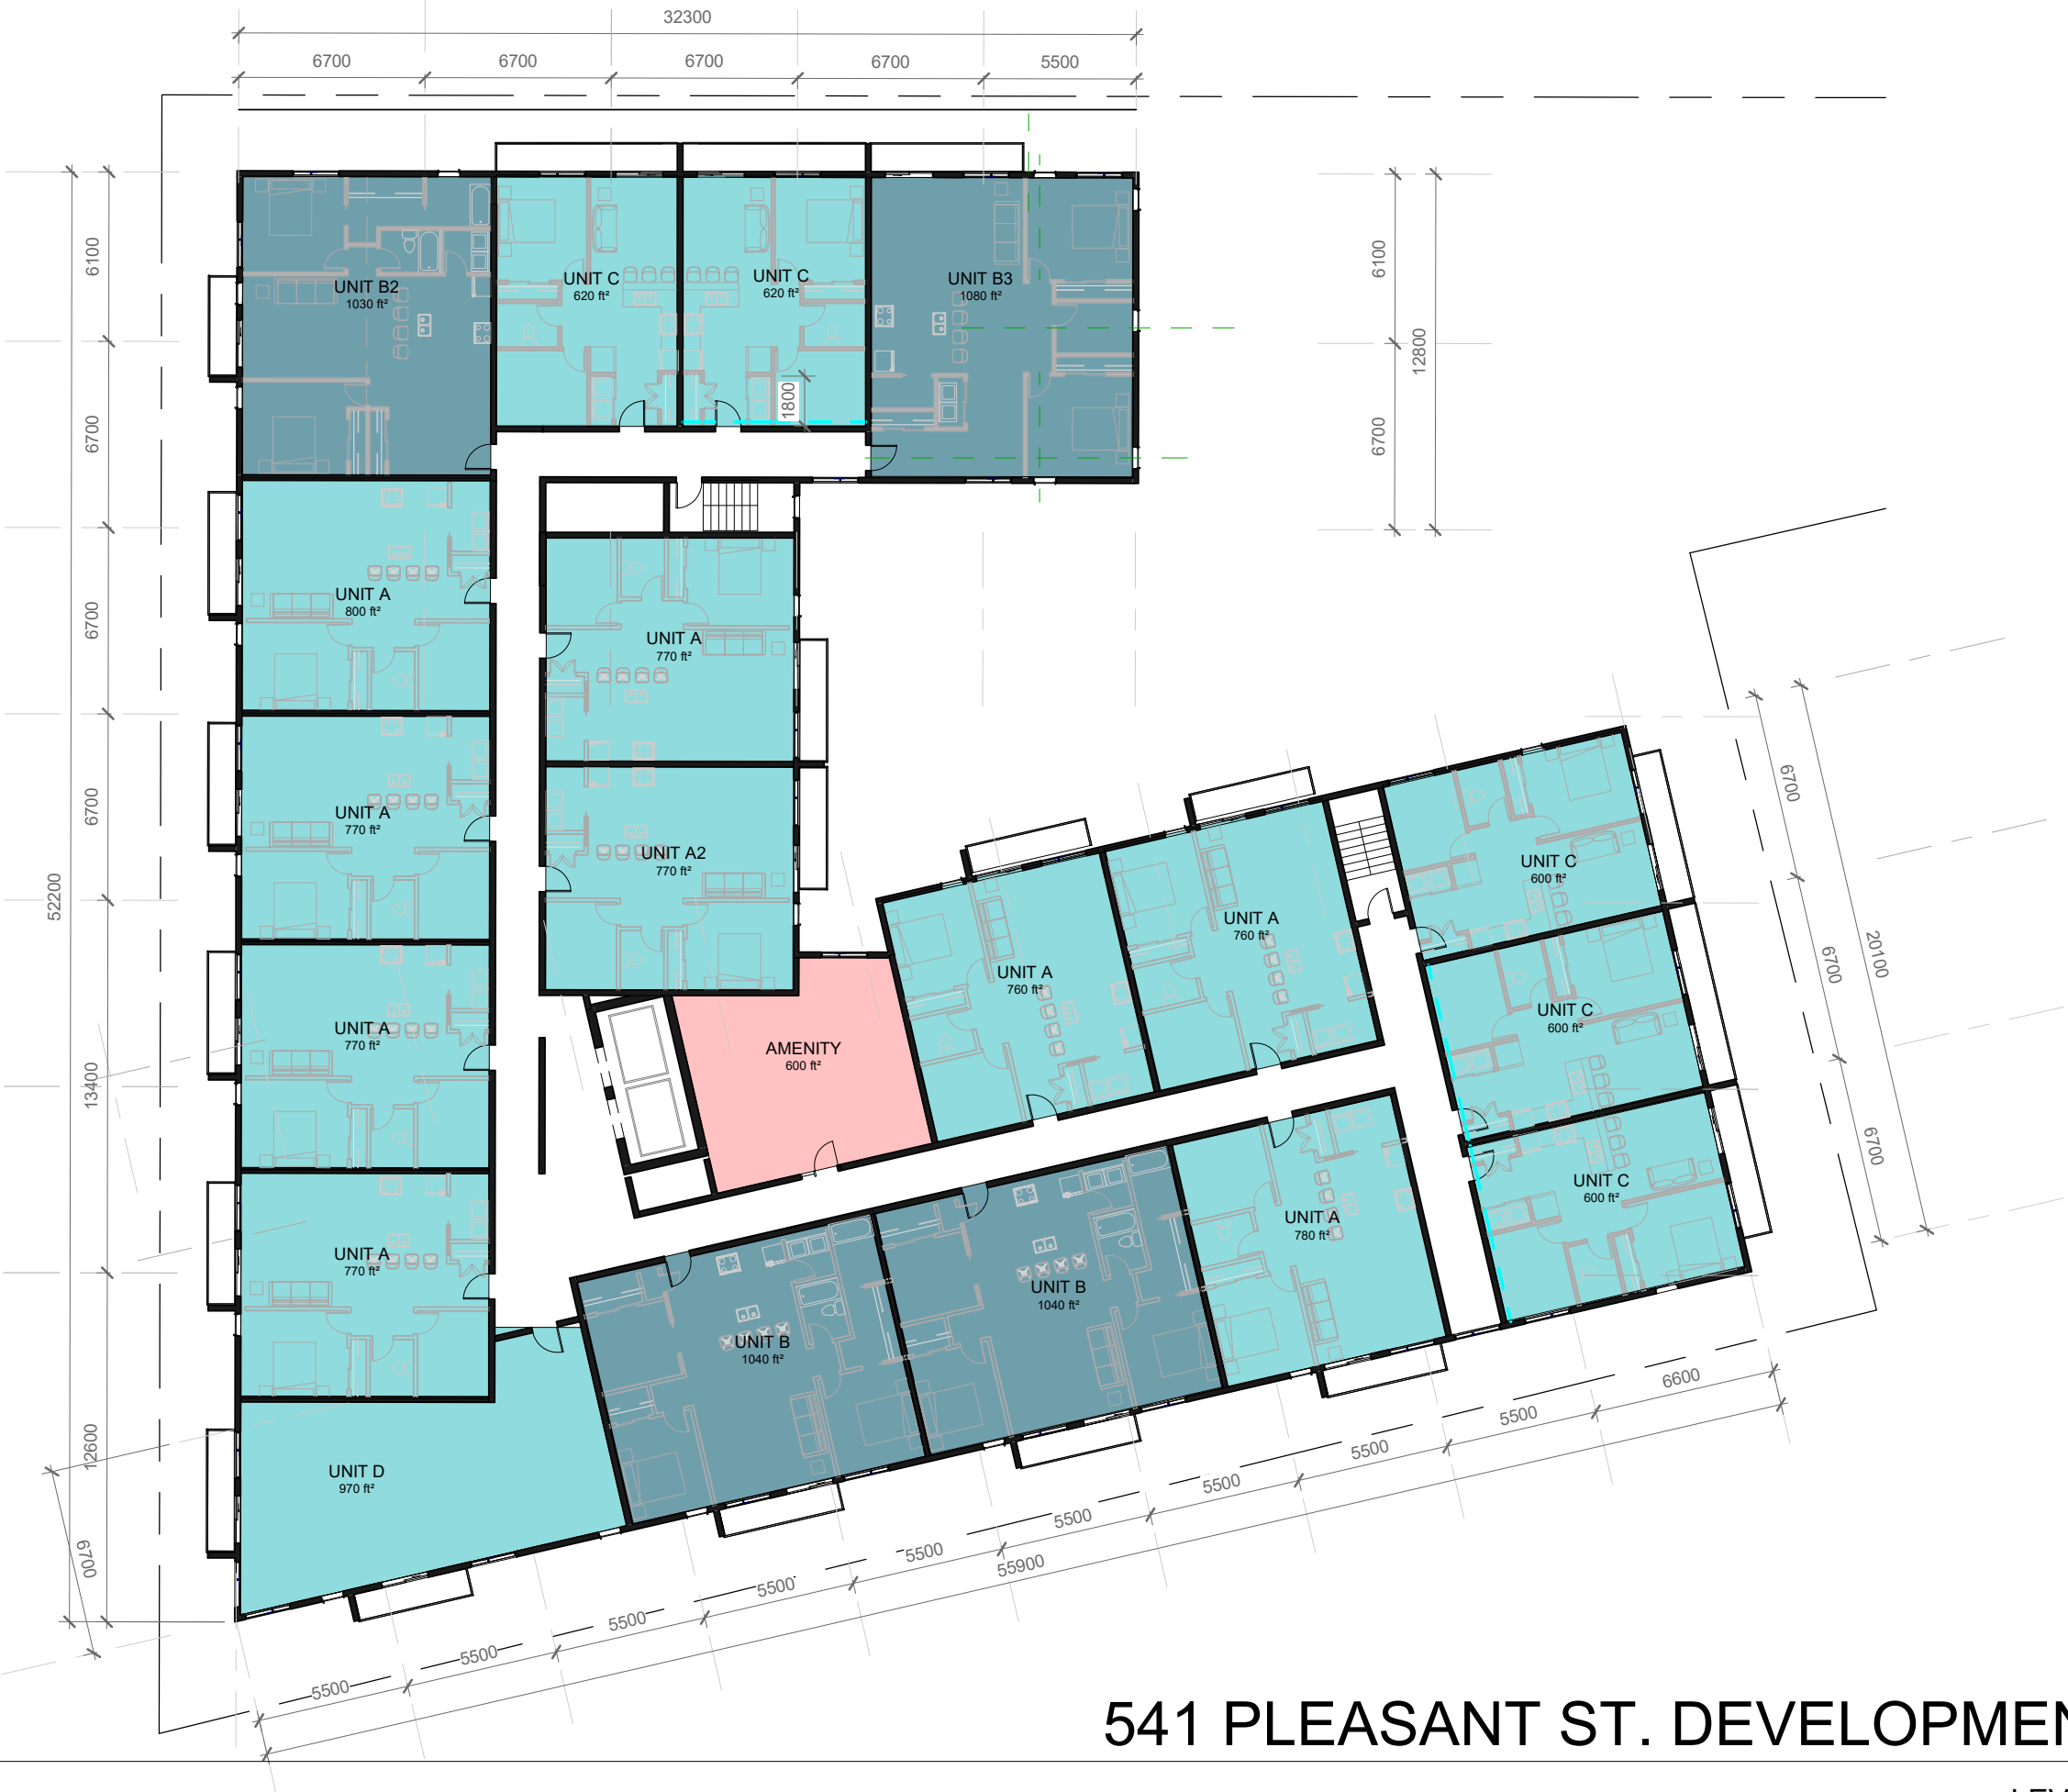 32300
6700 6700 6700 6700 5500
UNIT B2
1030 ft²
UNIT C
620 ft²
UNIT C
620 ft²
UNIT B3
1080 ft²
1800
6100
6700
6700
6700
13400
12600
52200
6700
6100
6700
12800
UNIT A
800 ft²
UNIT A
770 ft²
UNIT A
770 ft²
UNIT A2
770 ft²
UNIT A
770 ft²
UNIT A
770 ft²
UNIT D
970 ft²
AMENITY
600 ft²
UNIT A
760 ft²
UNIT A
760 ft²
UNIT C
600 ft²
UNIT C
600 ft²
UNIT C
600 ft²
UNIT A
780 ft²
UNIT B
1040 ft²
UNIT B
1040 ft²
6700
6700
6700
20100
5500 5500 5500 5500 5500 5500 5500 5500 5500 6600
55900
541 PLEASANT ST. DEVELOPMEN